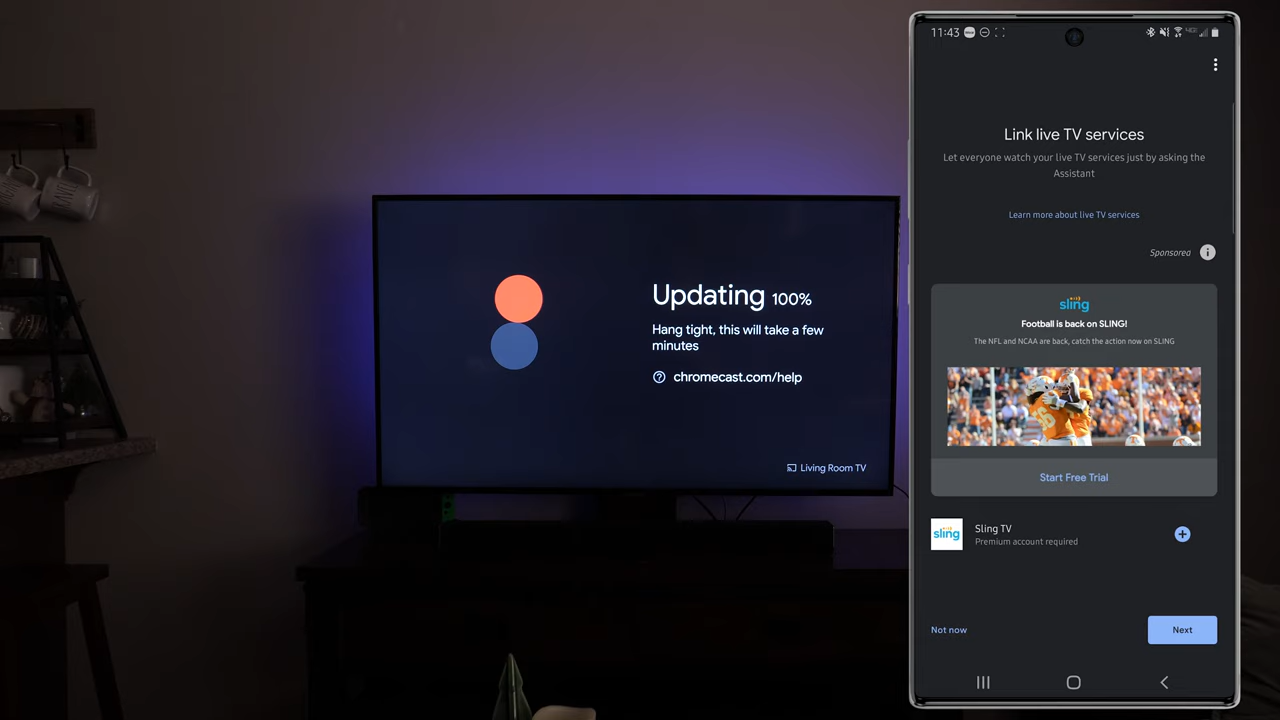 Updating 100%
Hang tight, this will take a few
minutes
chromecast.com/help
Living Room TV
11:43
Link live TV services
Let everyone watch your live TV services just by asking the
Assistant
Learn more about live TV services
Sponsored
sling
Football is back on SLING!
The NFL and NCAA are back, catch the action now on SLING
Start Free Trial
sling
Sling TV
Premium account required
Not now
Next